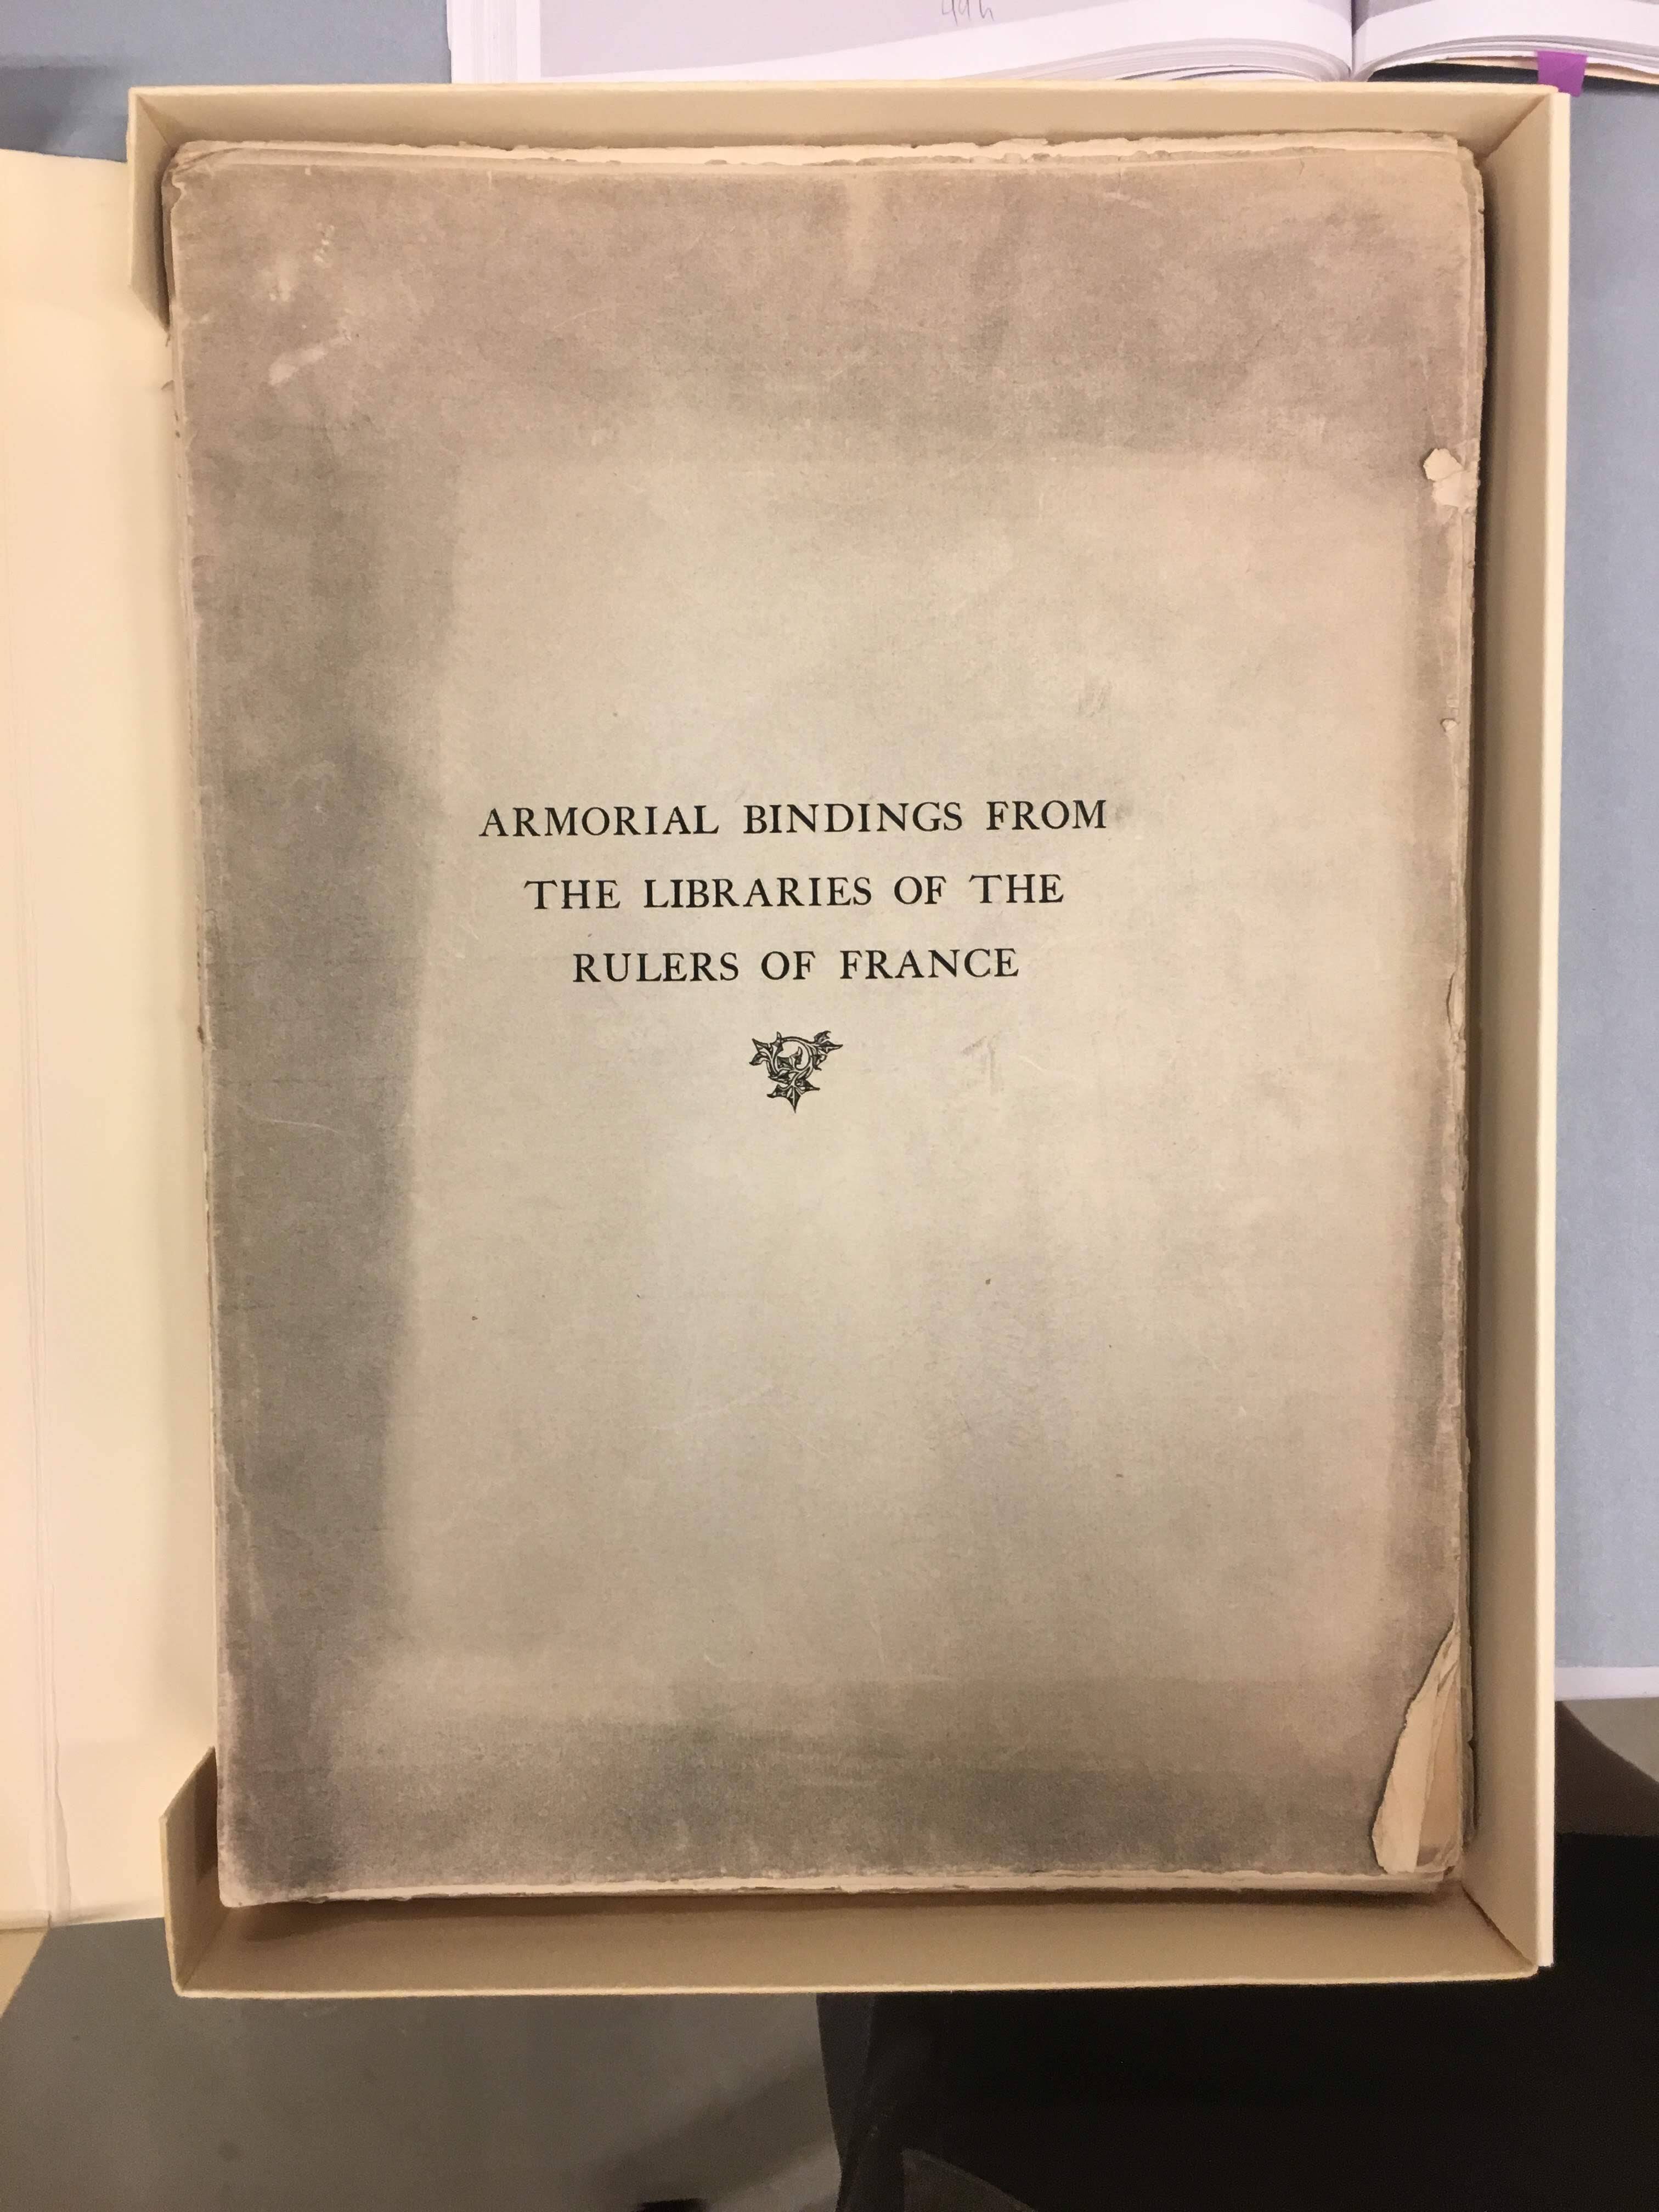 ARMORIAL BINDINGS FROM
THE LIBRARIES OF THE
RULERS OF FRANCE